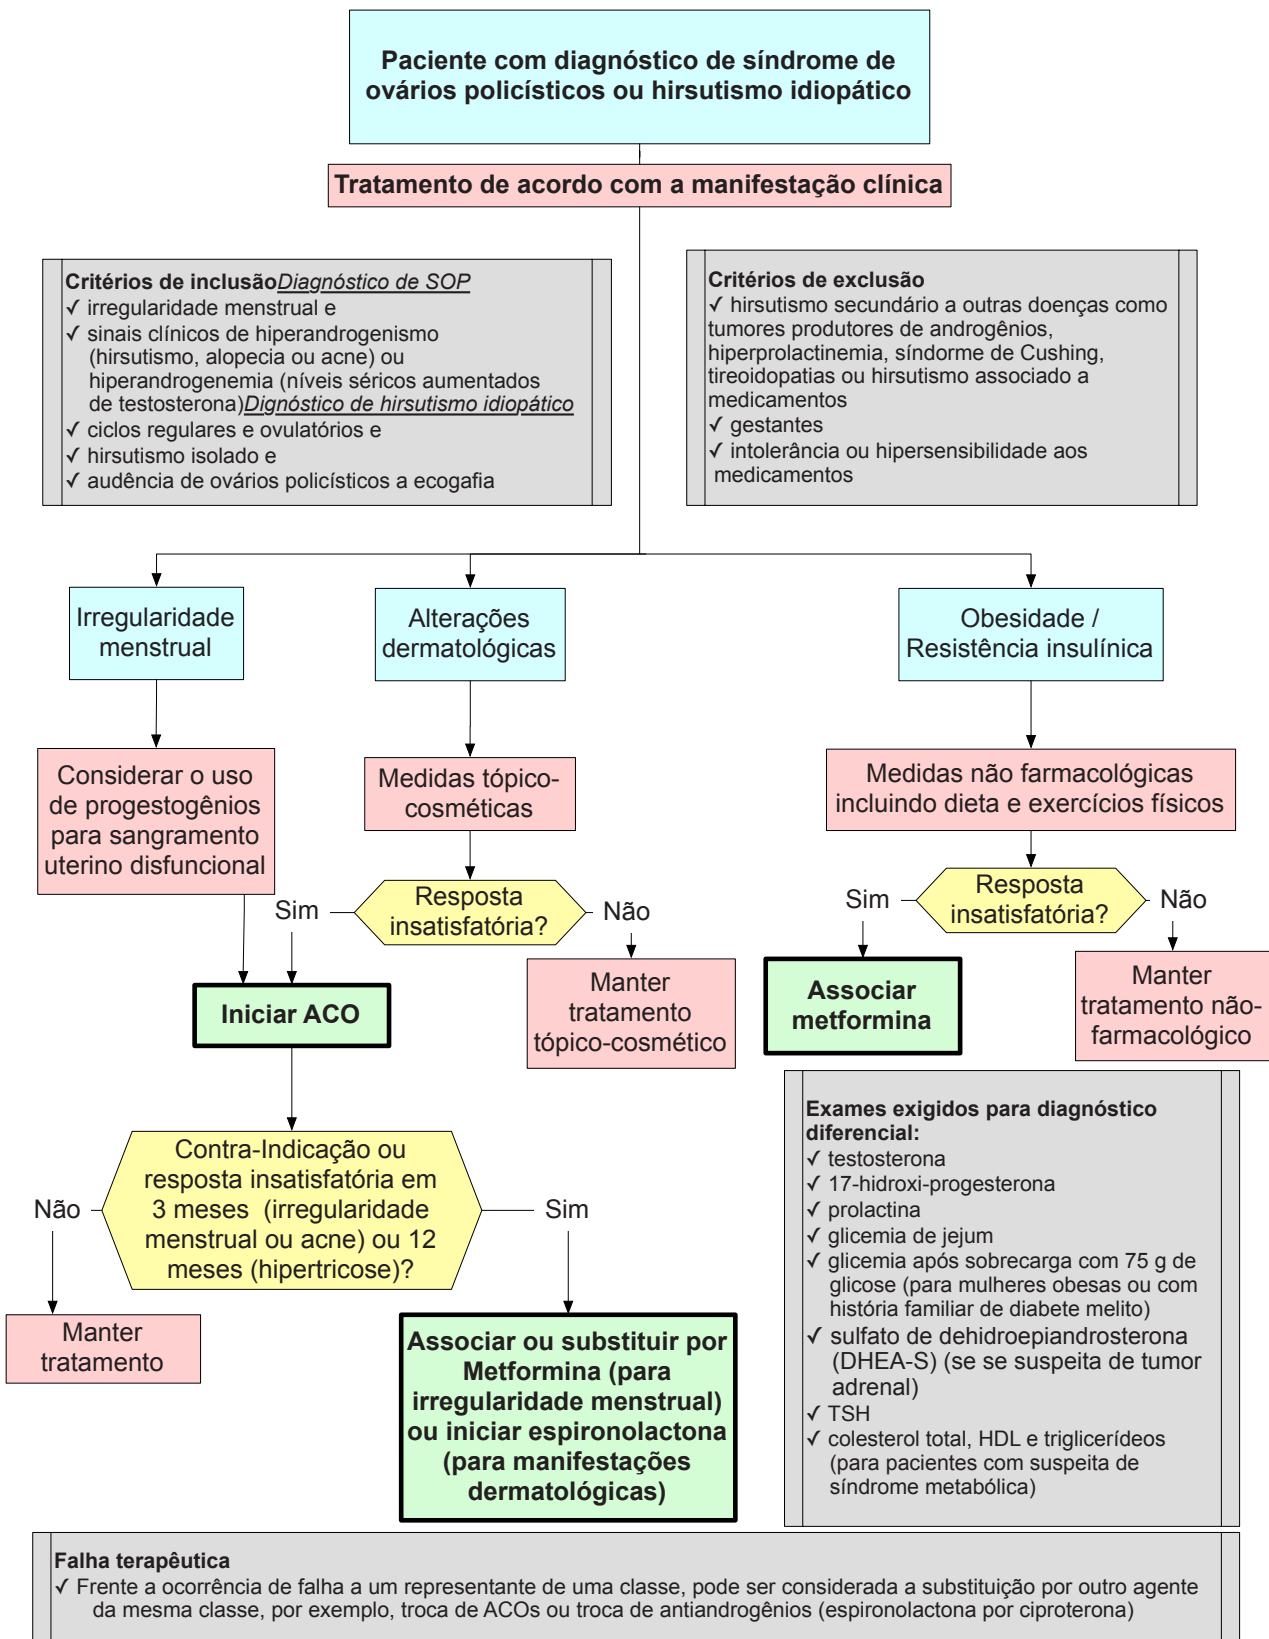 Paciente com diagnóstico de síndrome de
ovários policísticos ou hirsutismo idiopático
Tratamento de acordo com a manifestação clínica
Critérios de inclusãoDiagnóstico de SOP
✓ irregularidade menstrual e
✓ sinais clínicos de hiperandrogenismo
(hirsutismo, alopecia ou acne) ou
hiperandrogenemia (níveis séricos aumentados
de testosterona)Dignóstico de hirsutismo idiopático
✓ ciclos regulares e ovulatórios e
✓ hirsutismo isolado e
✓ audência de ovários policísticos a ecogafia
Critérios de exclusão
✓ hirsutismo secundário a outras doenças como
tumores produtores de androgênios,
hiperprolactinemia, síndorme de Cushing,
tireoidopatias ou hirsutismo associado a
medicamentos
✓ gestantes
✓ intolerância ou hipersensibilidade aos
medicamentos
Irregularidade
menstrual
Alterações
dermatológicas
Obesidade /
Resistência insulínica
Considerar o uso
de progestogênios
para sangramento
uterino disfuncional
Medidas tópico-
cosméticas
Medidas não farmacológicas
incluindo dieta e exercícios físicos
Sim
Resposta
insatisfatória?
Não
Sim
Resposta
insatisfatória?
Não
Iniciar ACO
Manter
tratamento
tópico-cosmético
Associar
metformina
Manter
tratamento não-
farmacológico
Não
Contra-Indicação ou
resposta insatisfatória em
3 meses (irregularidade
menstrual ou acne) ou 12
meses (hipertricose)?
Sim
Manter
tratamento
Associar ou substituir por
Metformina (para
irregularidade menstrual)
ou iniciar espironolactona
(para manifestações
dermatológicas)
Exames exigidos para diagnóstico
diferencial:
✓ testosterona
✓ 17-hidroxi-progesterona
✓ prolactina
✓ glicemia de jejum
✓ glicemia após sobrecarga com 75 g de
glicose (para mulheres obesas ou com
história familiar de diabete melito)
✓ sulfato de dehidroepiandrosterona
(DHEA-S) (se se suspeita de tumor
adrenal)
✓ TSH
✓ colesterol total, HDL e triglicerídeos
(para pacientes com suspeita de
síndrome metabólica)
Falha terapêutica
✓ Frente a ocorrência de falha a um representante de uma classe, pode ser considerada a substituição por outro agente
da mesma classe, por exemplo, troca de ACOs ou troca de antiandrogênios (espironolactona por ciproterona)